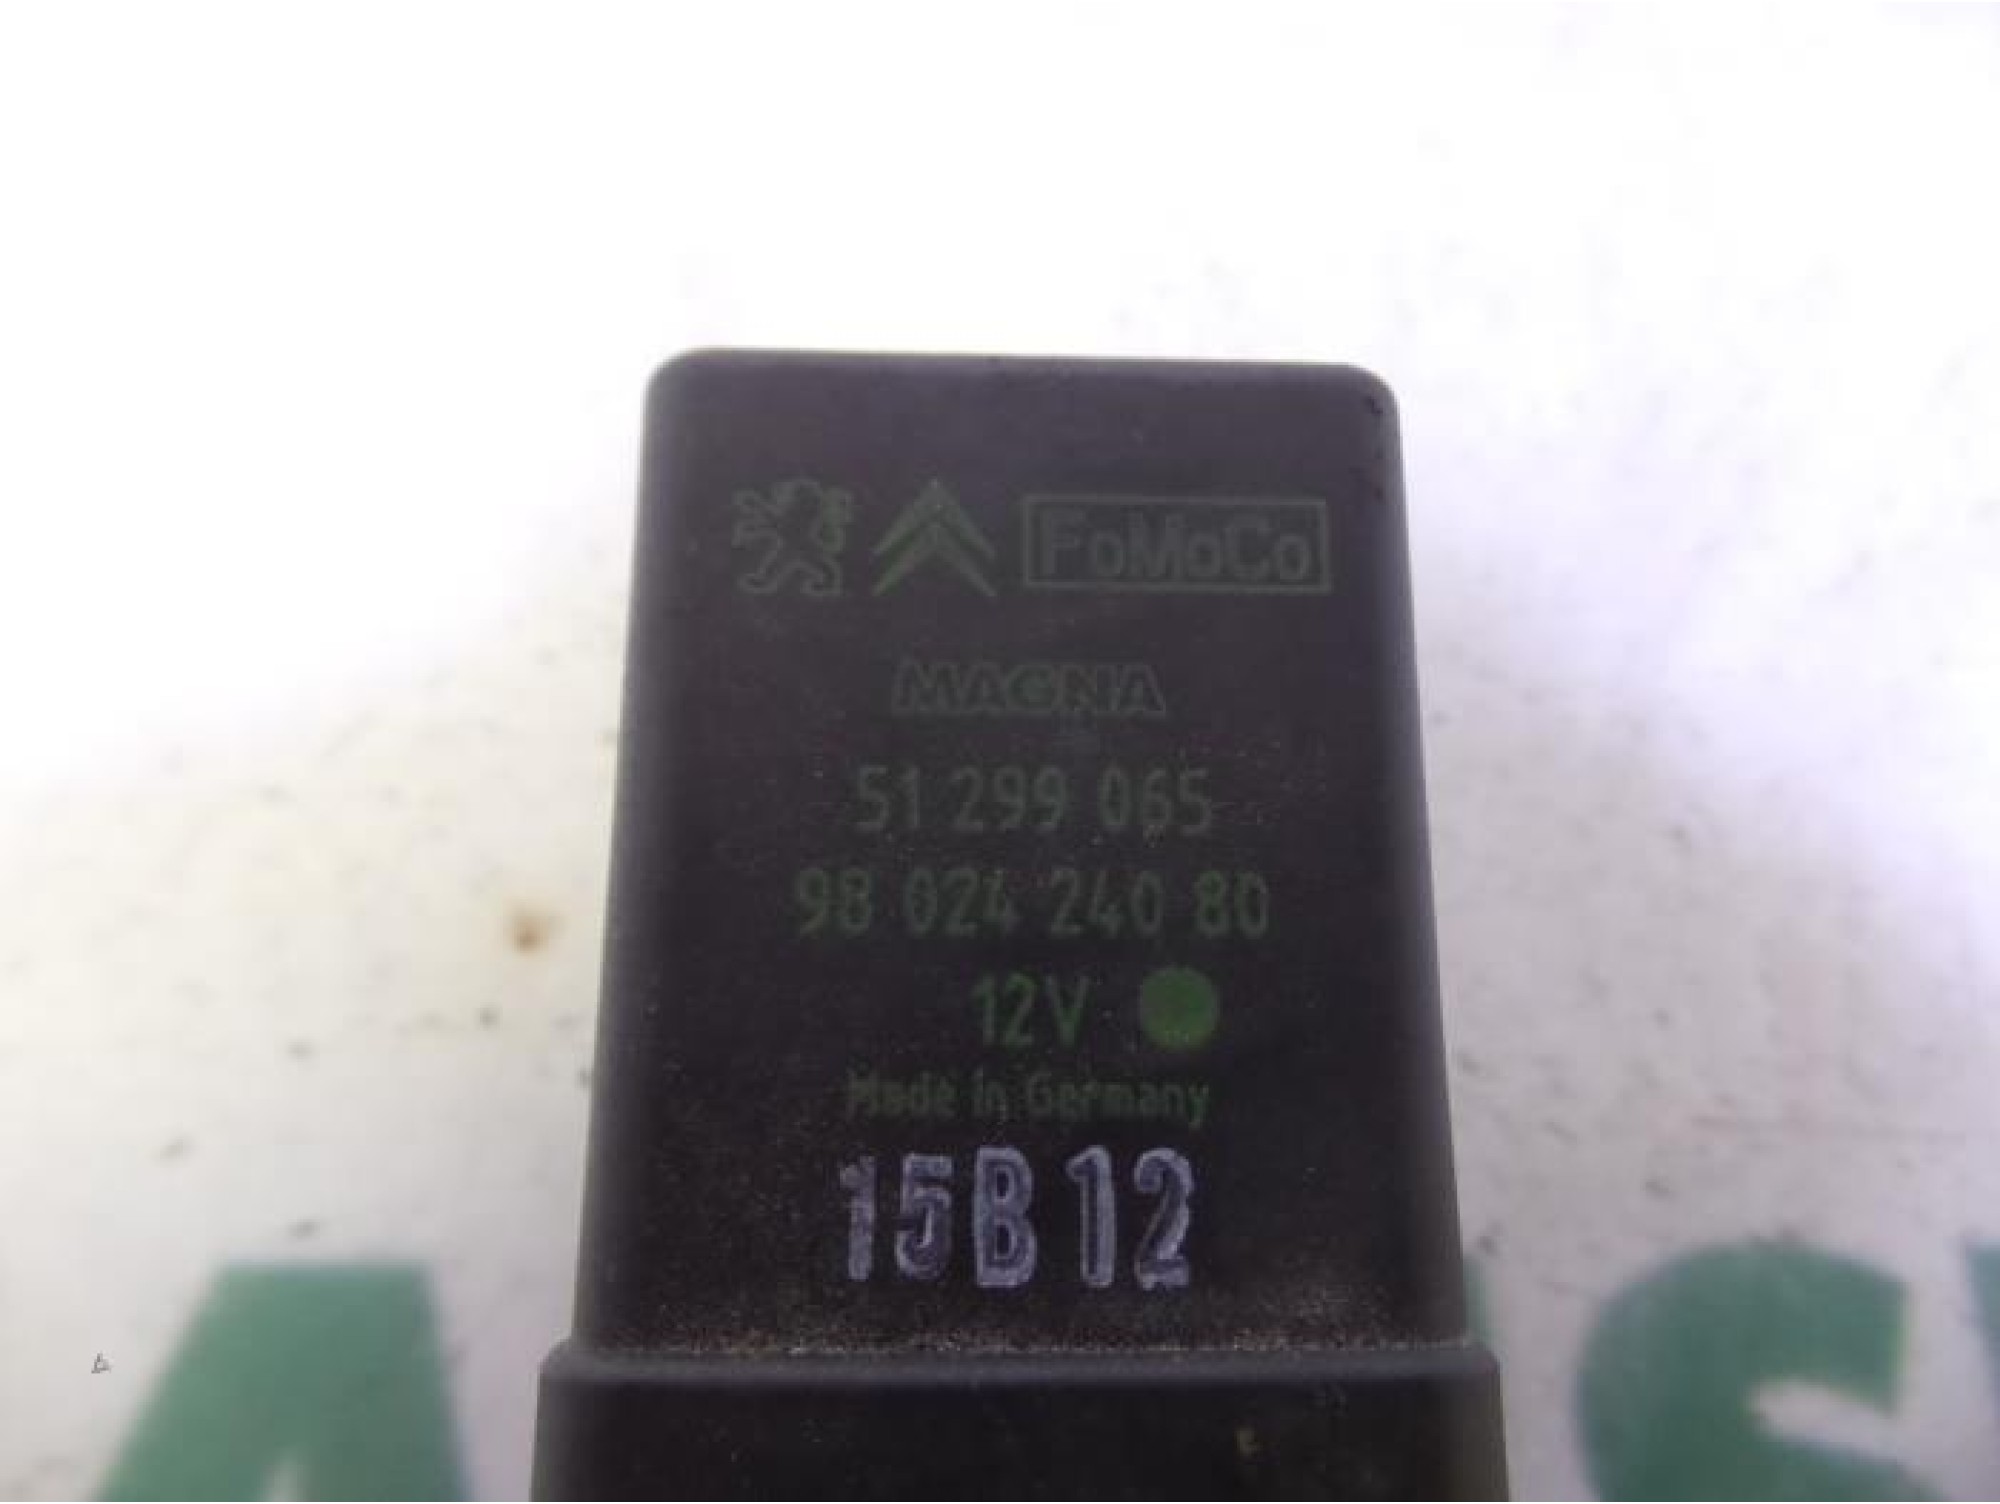 FoMoCo
MAGNA
51 299 065
98 024 240 80
12V
Made in Germany
15B12